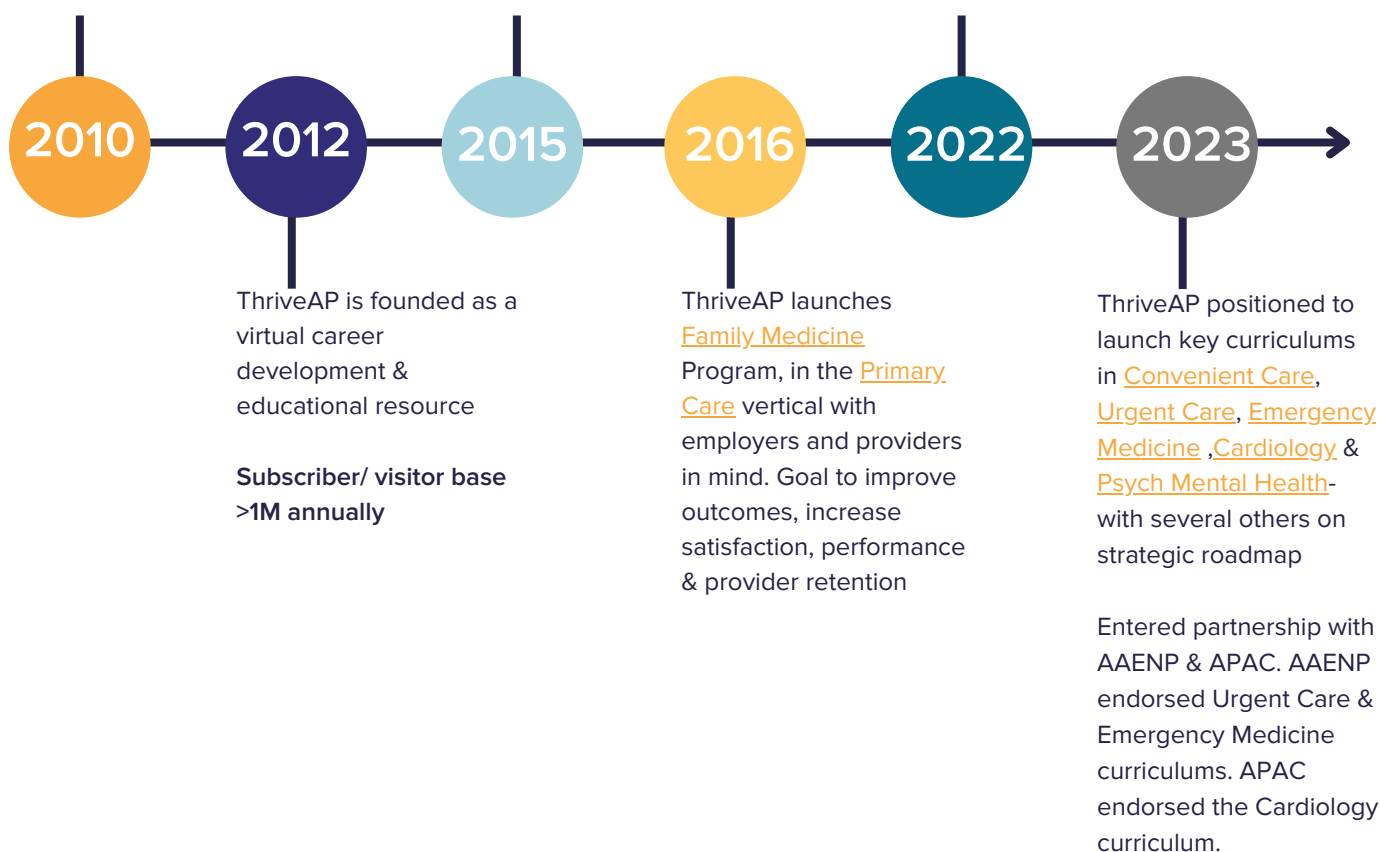 2010
2012
2015
2016
2022
2023
ThriveAP is founded as a
virtual career
development &
educational resource
Subscriber/ visitor base
>1M annually
ThriveAP launches
Family Medicine
Program, in the Primary
Care vertical with
employers and providers
in mind. Goal to improve
outcomes, increase
satisfaction, performance
& provider retention
ThriveAP positioned to
launch key curriculums
in Convenient Care,
Urgent Care, Emergency
Medicine ,Cardiology &
Psych Mental Health-
with several others on
strategic roadmap
Entered partnership with
AAENP & APAC. AAENP
endorsed Urgent Care &
Emergency Medicine
curriculums. APAC
endorsed the Cardiology
curriculum.